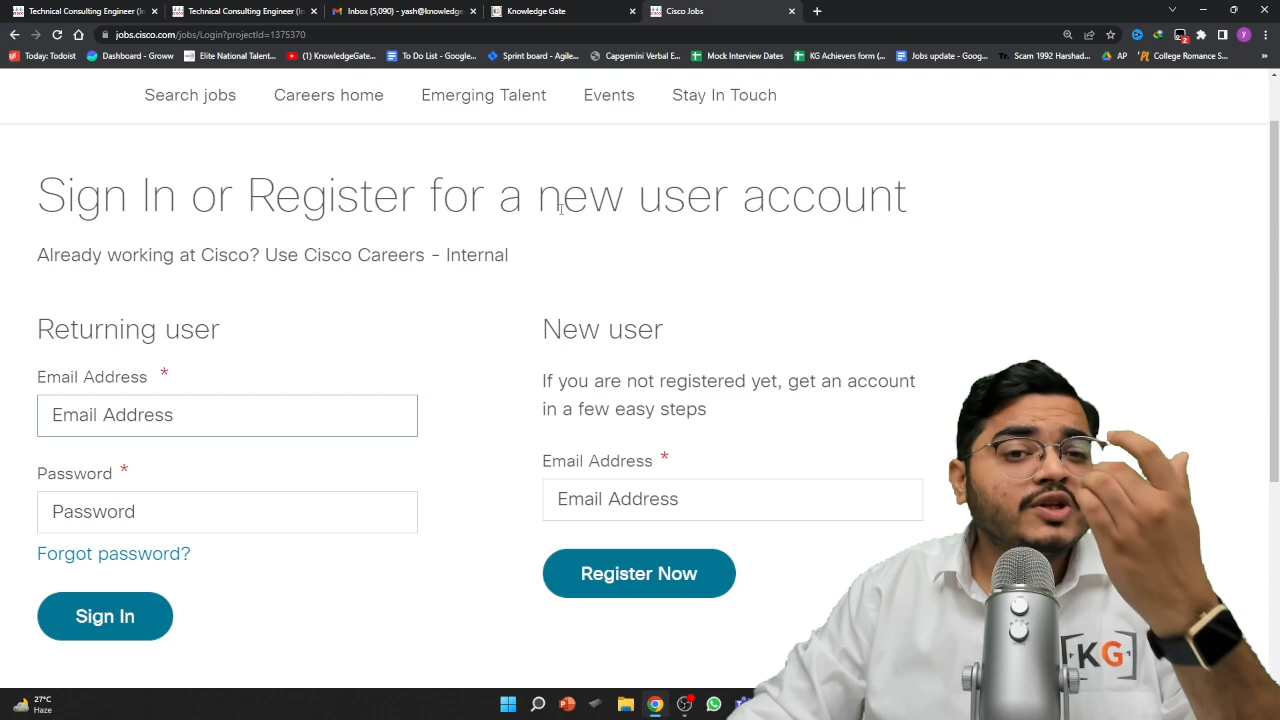 Technical Consulting Engineering (In
Technical Consulting Engineering (In
Inbox (5,090) - yash@knowledge
Knowledge Gate
Cisco Jobs
jobs.cisco.com/jobs/Login?projectId=1375370
Today: Todoist
Dashboard - Groww
Elite National Talent...
(1) KnowledgeGate...
To Do List - Google...
Sprint board - Agile...
Capgemini Verbal E...
Mock Interview Dates
KG Achievers form (...
Jobs update - Goog...
Scam 1992 Harshad...
AP
College Romance S...
Search jobs
Careers home
Emerging Talent
Events
Stay In Touch
Sign In or Register for a new user account
Already working at Cisco? Use Cisco Careers - Internal
Returning user
Email Address *
Email Address
Password *
Password
Forgot password?
Sign In
New user
If you are not registered yet, get an account
in a few easy steps
Email Address *
Email Address
Register Now
KG
27°C
Haze